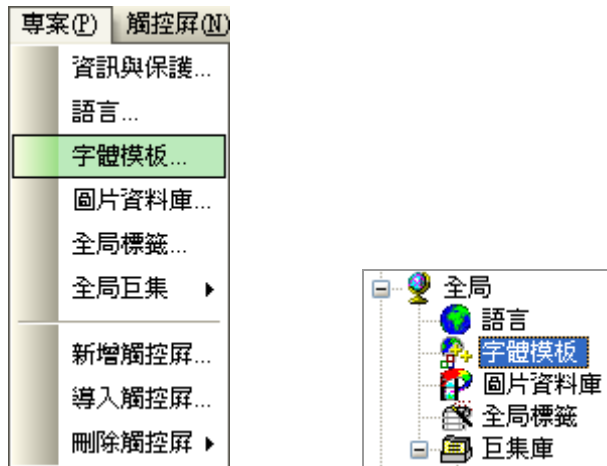 專案(P) 觸控屏(N)
資訊與保護...
語言...
字體模板...
圖片資料庫...
全局標籤...
全局巨集
新增觸控屏...
導入觸控屏...
刪除觸控屏
全局
語言
字體模板
圖片資料庫
全局標籤
巨集庫